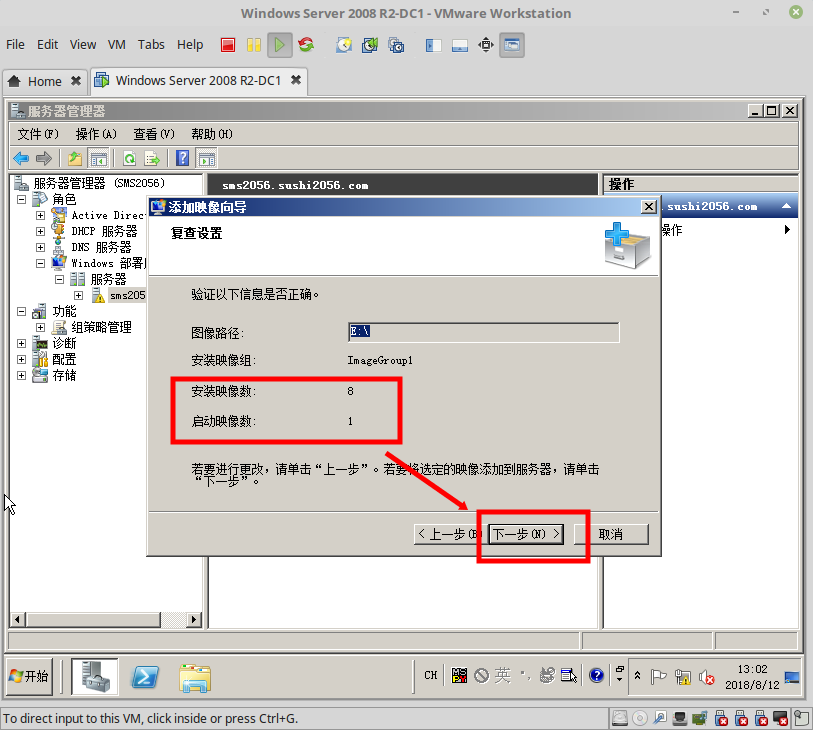 Windows Server 2008 R2-DC1 - VMware Workstation
File Edit View VM Tabs Help
Home Windows Server 2008 R2-DC1
服务器管理器
文件(F) 操作(A) 查看(V) 帮助(H)
服务器管理器 (SMS2056)
角色
Active Direc
DHCP 服务器
DNS 服务器
Windows 部署
服务器
sms205
功能
组策略管理
诊断
配置
存储
sms2056.sushi2056.com
操作
.sushi2056.com
操作
添加映像向导
复查设置
验证以下信息是否正确。
图像路径: E:\
安装映像组: ImageGroup1
安装映像数: 8
启动映像数: 1
若要进行更改，请单击“上一步”。若要将选定的映像添加到服务器，请单击
“下一步”。
< 上一步(B) 下一步(N) > 取消
开始
CH 英
13:02
2018/8/12
To direct input to this VM, click inside or press Ctrl+G.